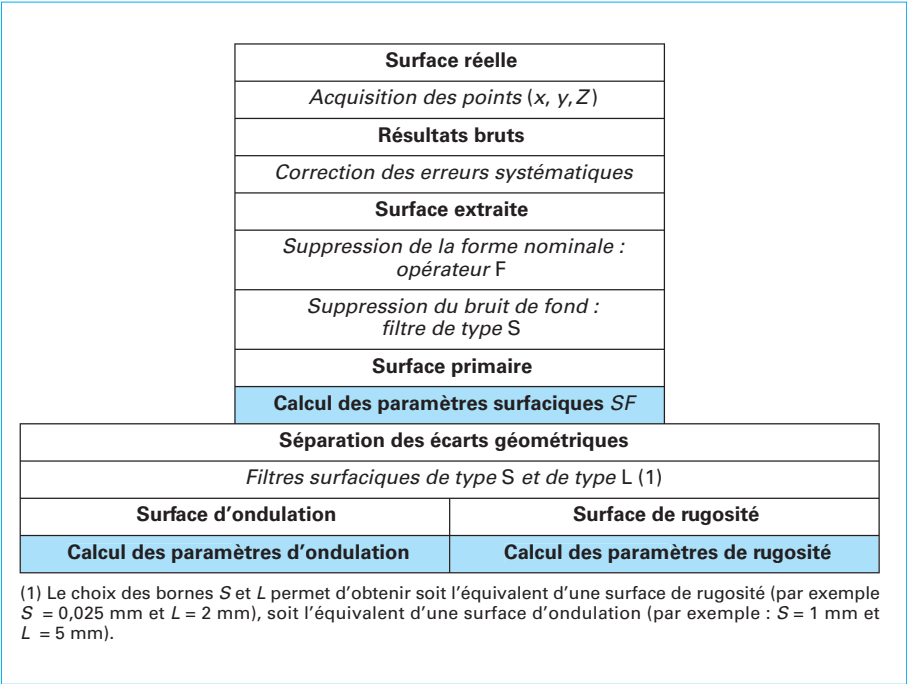 Surface réelle
Acquisition des points (x, y, Z)
Résultats bruts
Correction des erreurs systématiques
Surface extraite
Suppression de la forme nominale :
opérateur F
Suppression du bruit de fond :
filtre de type S
Surface primaire
Calcul des paramètres surfaciques SF
Séparation des écarts géométriques
Filtres surfaciques de type S et de type L (1)
Surface d'ondulation
Surface de rugosité
Calcul des paramètres d'ondulation
Calcul des paramètres de rugosité
(1) Le choix des bornes S et L permet d'obtenir soit l'équivalent d'une surface de rugosité (par exemple
S = 0,025 mm et L = 2 mm), soit l'équivalent d'une surface d'ondulation (par exemple : S = 1 mm et
L = 5 mm).